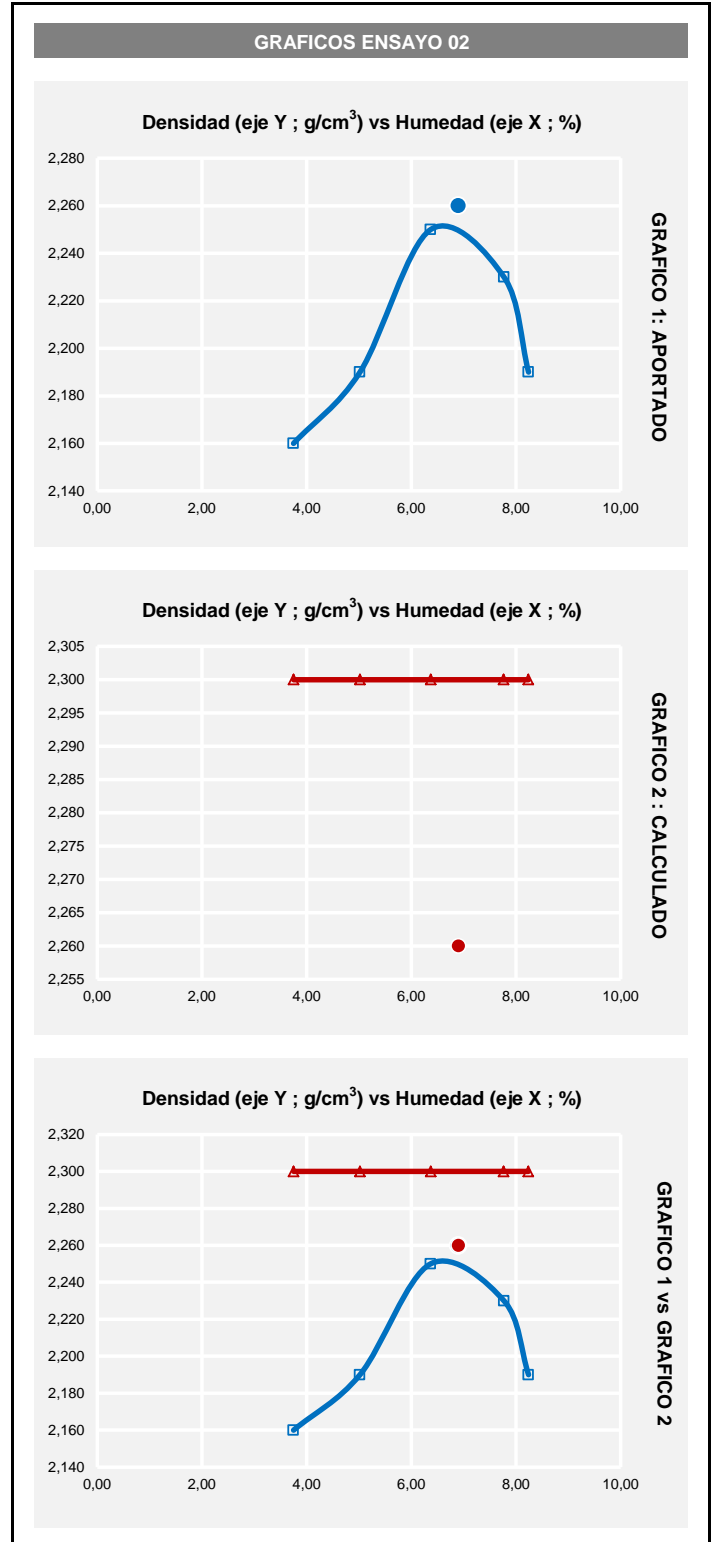 GRAFICOS ENSAYO 02
Densidad (eje Y ; g/cm³) vs Humedad (eje X ; %)
2,280
2,260
2,240
2,220
2,200
2,180
2,160
2,140
0,00 2,00 4,00 6,00 8,00 10,00
GRAFICO 1: APORTADO
Densidad (eje Y ; g/cm³) vs Humedad (eje X ; %)
2,305
2,300
2,295
2,290
2,285
2,280
2,275
2,270
2,265
2,260
2,255
0,00 2,00 4,00 6,00 8,00 10,00
GRAFICO 2 : CALCULADO
Densidad (eje Y ; g/cm³) vs Humedad (eje X ; %)
2,320
2,300
2,280
2,260
2,240
2,220
2,200
2,180
2,160
2,140
0,00 2,00 4,00 6,00 8,00 10,00
GRAFICO 1 vs GRAFICO 2